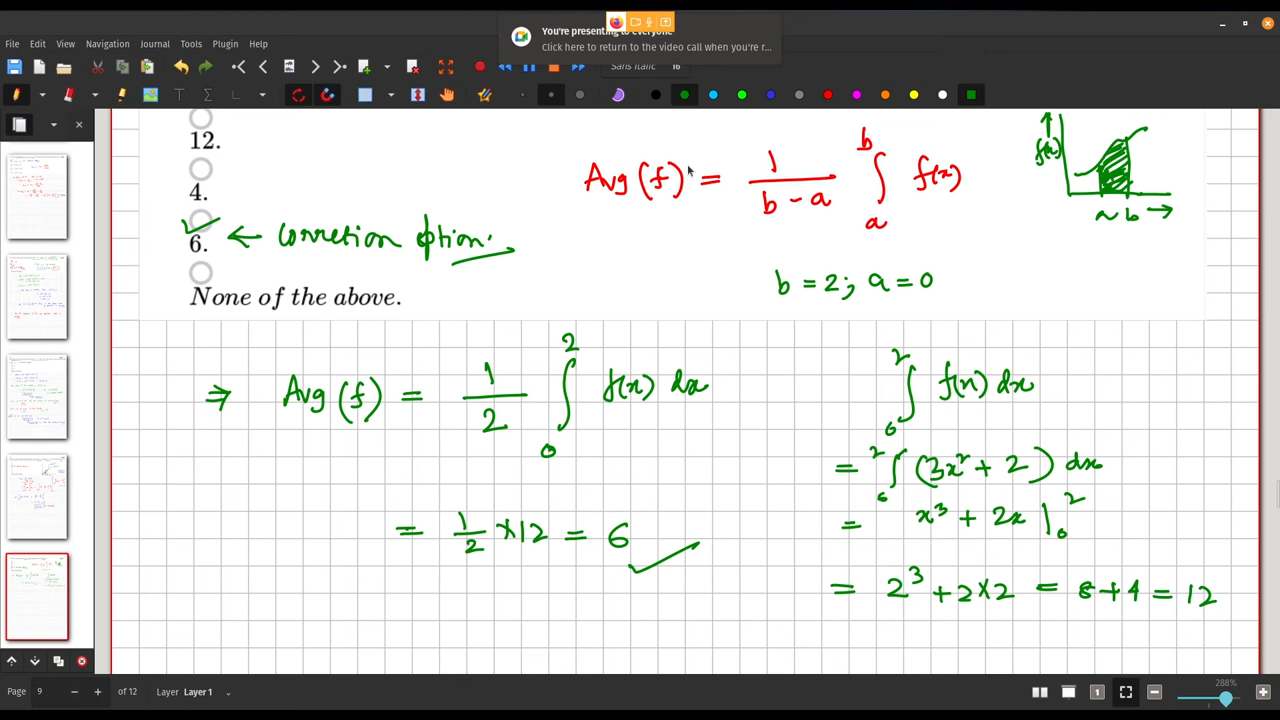 You're presenting to everyone
Click here to return to the video call when you're r...
File Edit View Navigation Journal Tools Plugin Help
Sans Italic 16
12.
4.
6. ← Corretion option.
None of the above.
Avg (f) = 1/(b - a) ∫_a^b f(x)
f(x)
b = 2; a = 0
⇒ Avg (f) = 1/2 ∫_0^2 f(x) dx
= 1/2 × 12 = 6
∫_0^2 f(x) dx
= ∫_0^2 (3x² + 2) dx
= x³ + 2x |_0^2
= 2³ + 2×2 = 8 + 4 = 12
Page 9 of 12 Layer Layer 1
288%